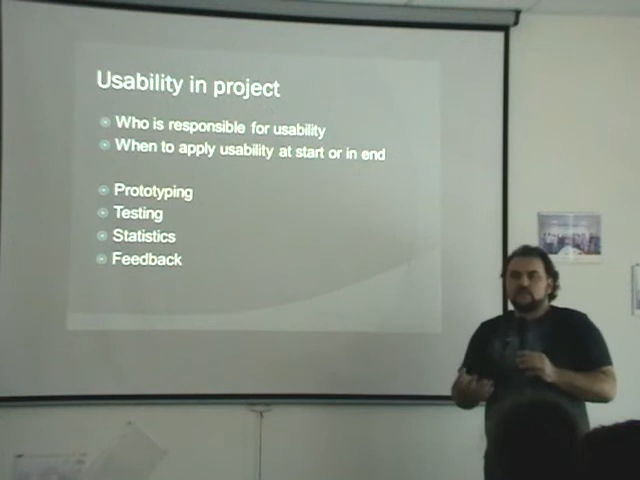 Usability in project
Who is responsible for usability
When to apply usability at start or in end
Prototyping
Testing
Statistics
Feedback